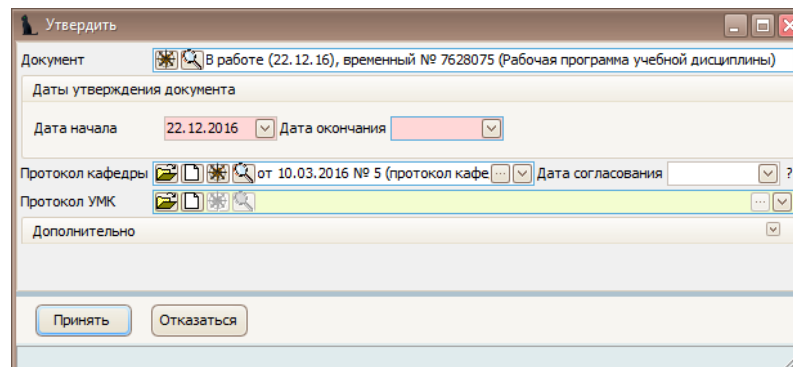 Утвердить
Документ В работе (22.12.16), временный № 7628075 (Рабочая программа учебной дисциплины)
Даты утверждения документа
Дата начала 22.12.2016 Дата окончания
Протокол кафедры от 10.03.2016 № 5 (протокол кафе ... Дата согласования ?
Протокол УМК ...
Дополнительно
Принять Отказаться